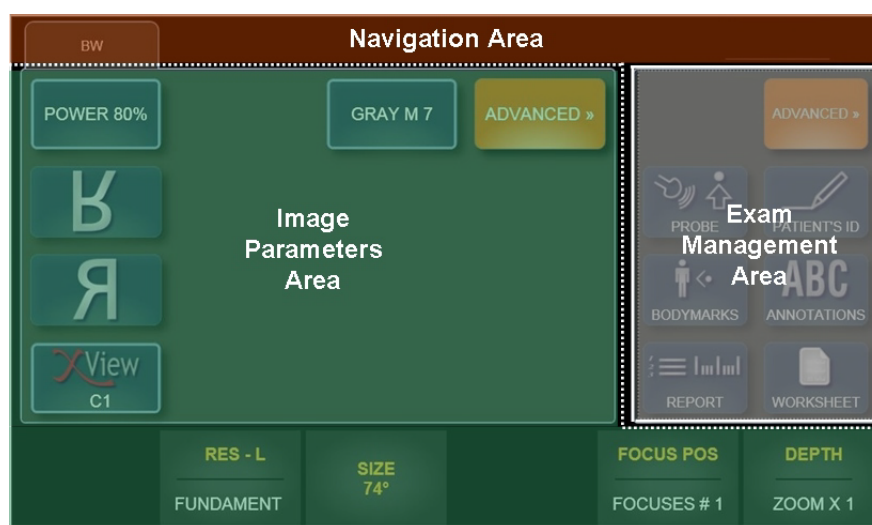 BW
Navigation Area
POWER 80%
GRAY M 7
ADVANCED »
ADVANCED »
Image
Parameters
Area
PROBE
PATIENT'S ID
Exam
Management
Area
ABC
BODYMARKS
ANNOTATIONS
XView
C1
REPORT
WORKSHEET
RES - L
FUNDAMENT
SIZE
74°
FOCUS POS
FOCUSES # 1
DEPTH
ZOOM X 1